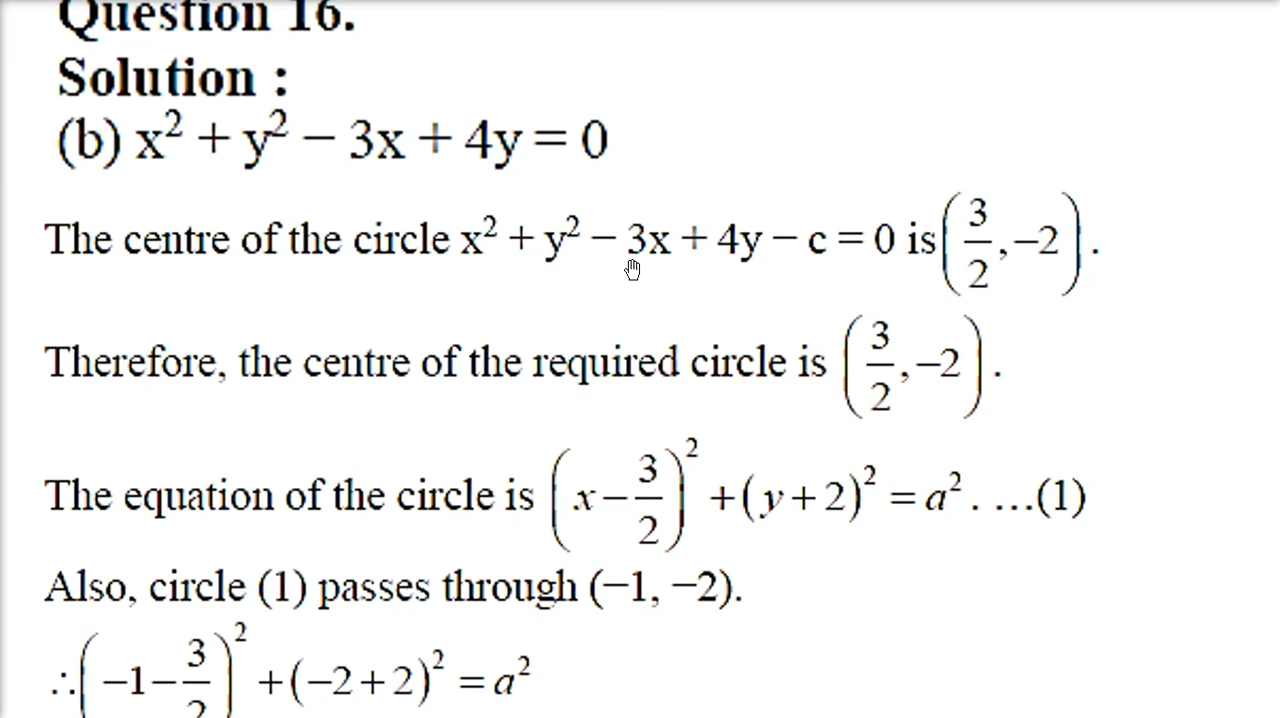 Question 16.
Solution :
(b) x² + y² − 3x + 4y = 0
The centre of the circle x² + y² − 3x + 4y − c = 0 is (3/2, −2).
Therefore, the centre of the required circle is (3/2, −2).
The equation of the circle is (x − 3/2)² + (y + 2)² = a². ...(1)
Also, circle (1) passes through (−1, −2).
∴ (−1 − 3/2)² + (−2 + 2)² = a²